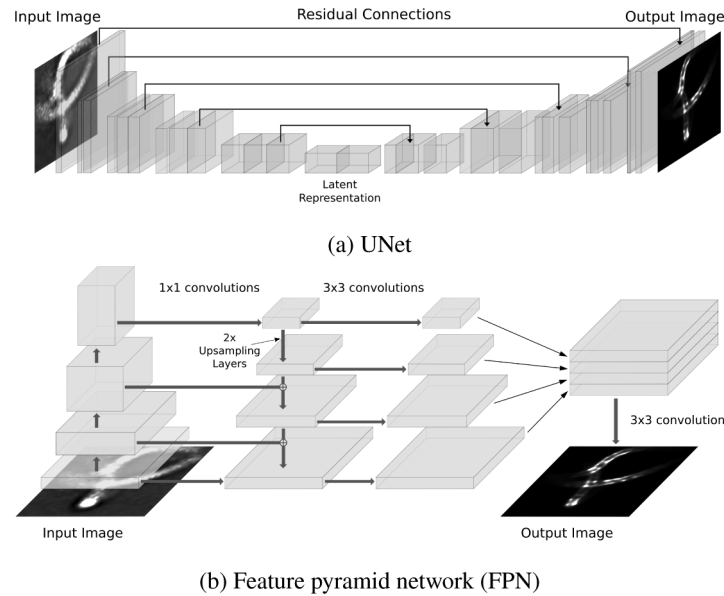 Input Image
Residual Connections
Output Image
Latent
Representation
(a) UNet
1x1 convolutions
3x3 convolutions
2x
Upsampling
Layers
3x3 convolution
Input Image
Output Image
(b) Feature pyramid network (FPN)